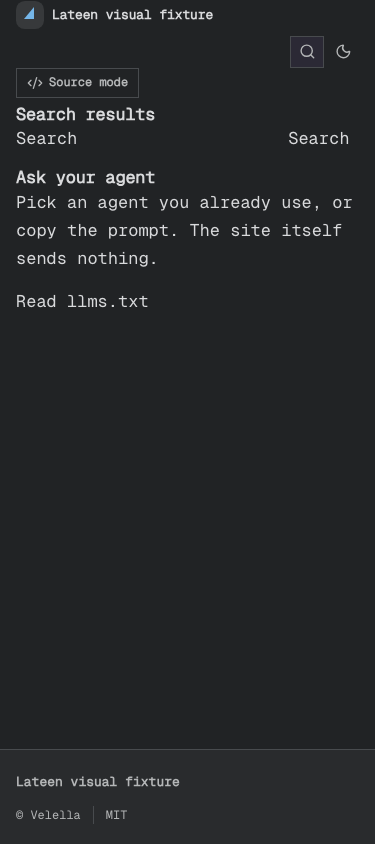 Lateen visual fixture
</> Source mode
Search results
Search Search
Ask your agent
Pick an agent you already use, or
copy the prompt. The site itself
sends nothing.
Read llms.txt
Lateen visual fixture
© Velella MIT